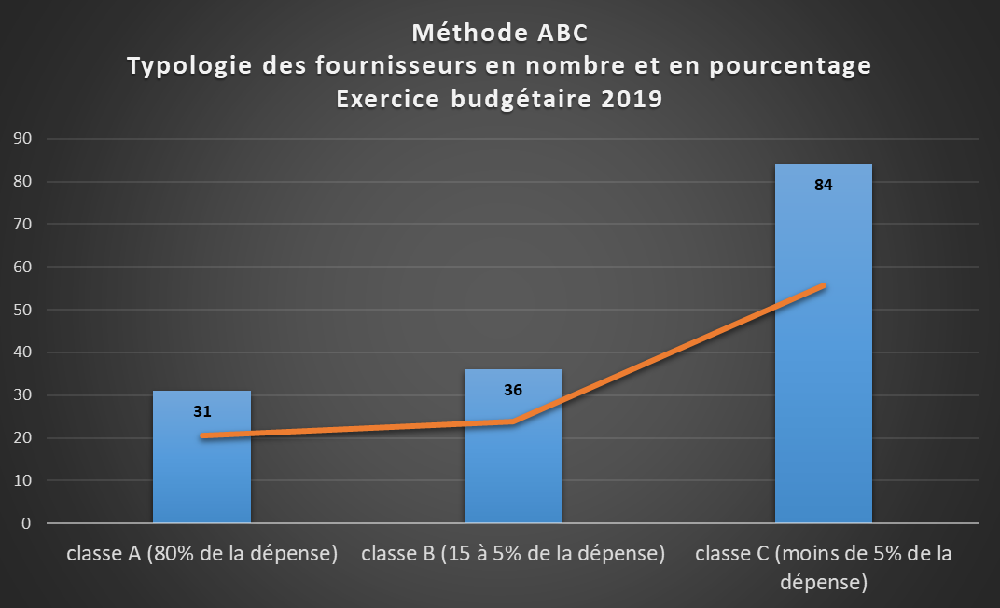 Méthode ABC
Typologie des fournisseurs en nombre et en pourcentage
Exercice budgétaire 2019
90
80
70
60
50
40
30
20
10
0
31
36
84
classe A (80% de la dépense)
classe B (15 à 5% de la dépense)
classe C (moins de 5% de la
dépense)